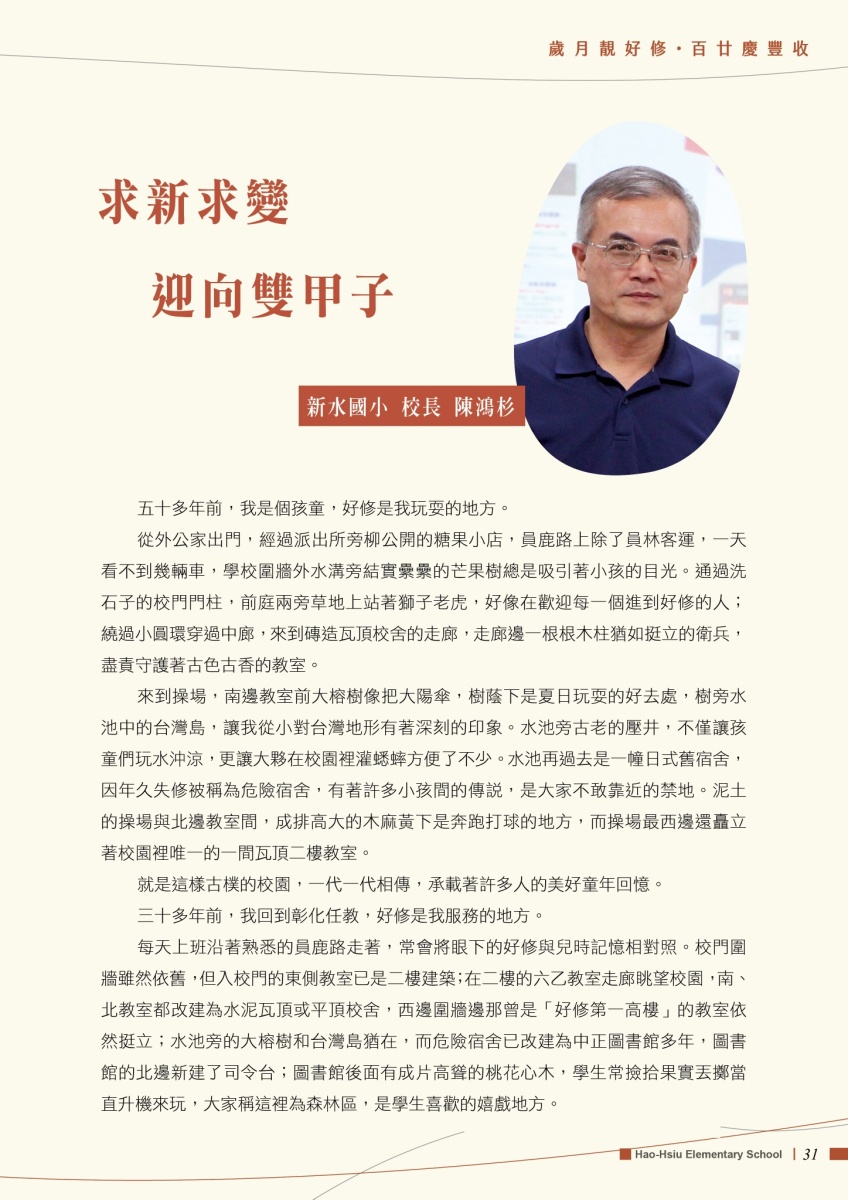 歲月靚好修・百廿慶豐收
求新求變
迎向雙甲子
新水國小 校長 陳鴻杉
五十多年前，我是個孩童，好修是我玩耍的地方。
從外公家出門，經過派出所旁柳公開的糖果小店，員鹿路上除了員林客運，一天
看不到幾輛車，學校圍牆外水溝旁結實纍纍的芒果樹總是吸引著小孩的目光。通過洗
石子的校門門柱，前庭兩旁草地上站著獅子老虎，好像在歡迎每一個進到好修的人；
繞過小圓環穿過中廊，來到磚造瓦頂校舍的走廊，走廊邊一根根木柱猶如挺立的衛兵，
盡責守護著古色古香的教室。
來到操場，南邊教室前大榕樹像把大陽傘，樹蔭下是夏日玩耍的好去處，樹旁水
池中的台灣島，讓我從小對台灣地形有著深刻的印象。水池旁古老的壓井，不僅讓孩
童們玩水沖涼，更讓大夥在校園裡灌蟋蟀方便了不少。水池再過去是一幢日式舊宿舍，
因年久失修被稱為危險宿舍，有著許多小孩間的傳說，是大家不敢靠近的禁地。泥土
的操場與北邊教室間，成排高大的木麻黃下是奔跑打球的地方，而操場最西邊還矗立
著校園裡唯一的一間瓦頂二樓教室。
就是這樣古樸的校園，一代一代相傳，承載著許多人的美好童年回憶。
三十多年前，我回到彰化任教，好修是我服務的地方。
每天上班沿著熟悉的員鹿路走著，常會將眼下的好修與兒時記憶相對照。校門圍
牆雖然依舊，但入校門的東側教室已是二樓建築；在二樓的六乙教室走廊眺望校園，南、
北教室都改建為水泥瓦頂或平頂校舍，西邊圍牆邊那曾是「好修第一高樓」的教室依
然挺立；水池旁的大榕樹和台灣島猶在，而危險宿舍已改建為中正圖書館多年，圖書
館的北邊新建了司令台；圖書館後面有成片高聳的桃花心木，學生常撿拾果實丟擲當
直升機來玩，大家稱這裡為森林區，是學生喜歡的嬉戲地方。
Hao-Hsiu Elementary School | 31